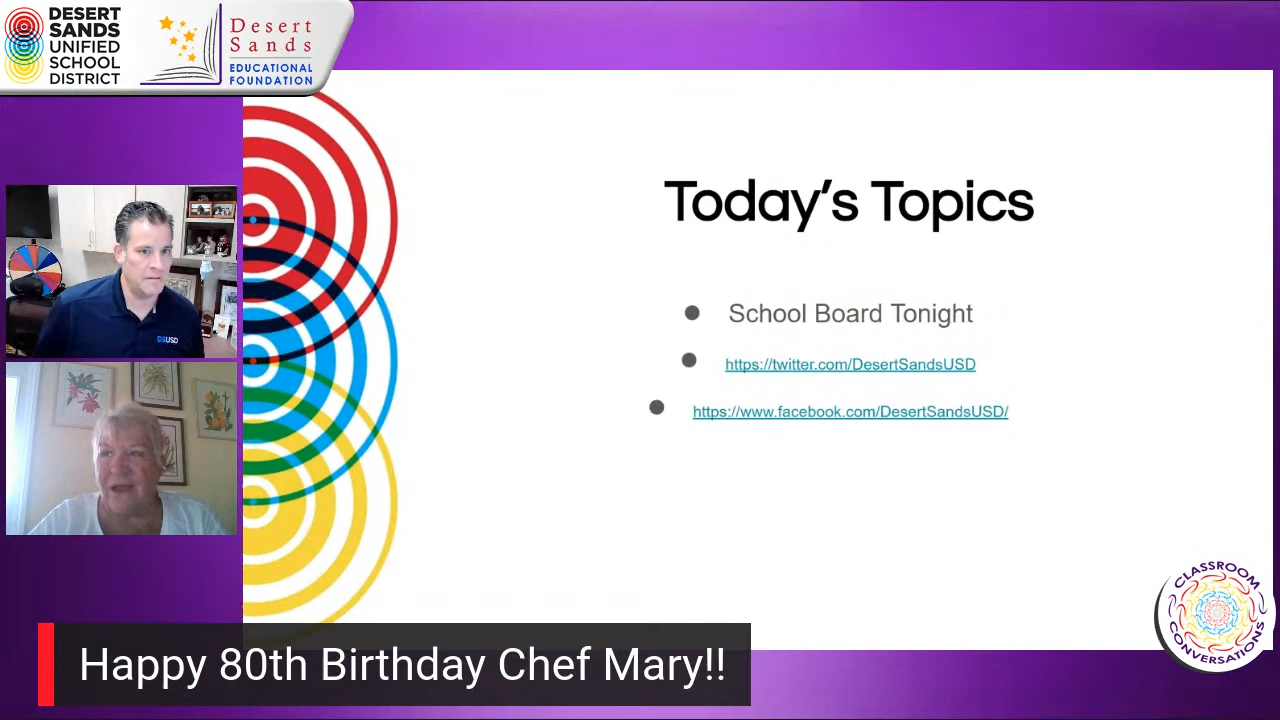 DESERT
SANDS
UNIFIED
SCHOOL
DISTRICT
Desert
Sands
EDUCATIONAL
FOUNDATION
Today's Topics
School Board Tonight
https://twitter.com/DesertSandsUSD
https://www.facebook.com/DesertSandsUSD/
DSUSD
CLASSROOM
CONVERSATIONS
Happy 80th Birthday Chef Mary!!